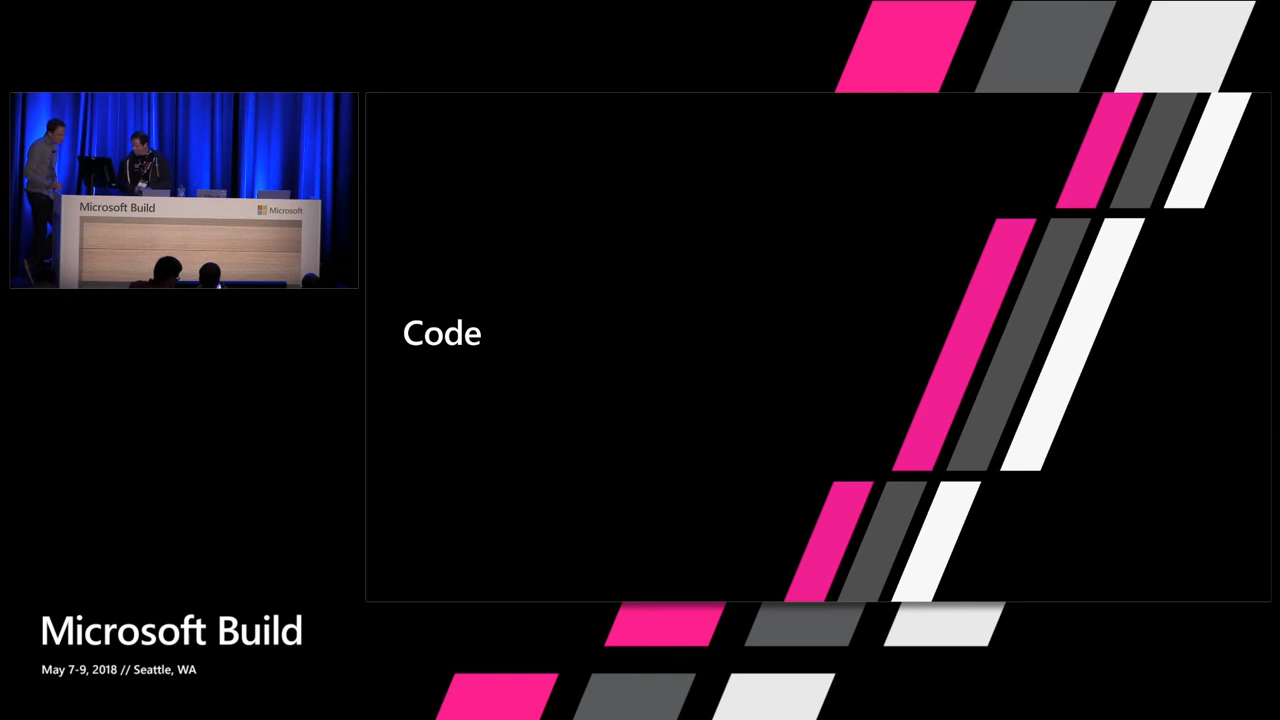 Microsoft Build
Microsoft
Code
Microsoft Build
May 7-9, 2018 // Seattle, WA